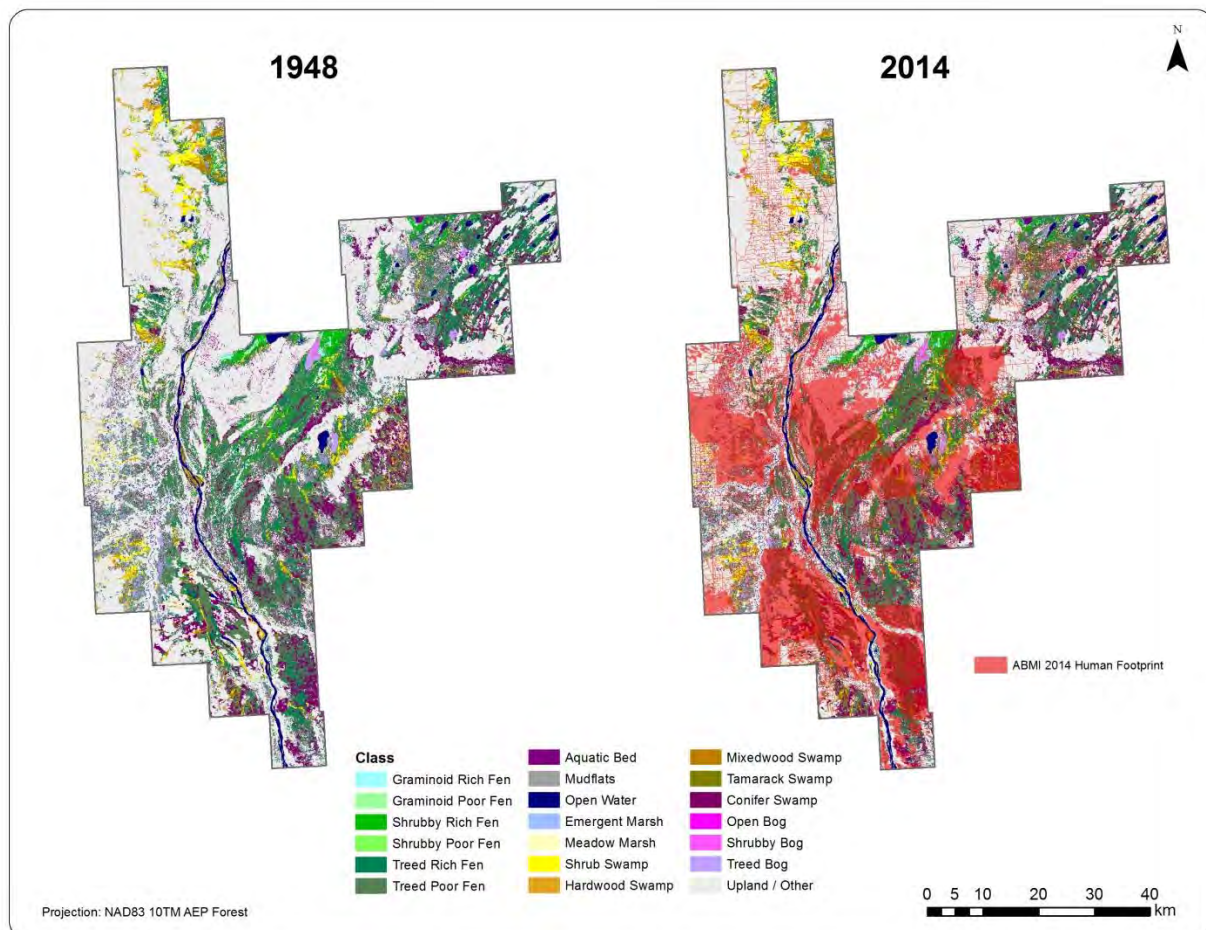 1948
2014
N
ABMI 2014 Human Footprint
Class
Graminoid Rich Fen
Graminoid Poor Fen
Shrubby Rich Fen
Shrubby Poor Fen
Treed Rich Fen
Treed Poor Fen
Aquatic Bed
Mudflats
Open Water
Emergent Marsh
Meadow Marsh
Shrub Swamp
Hardwood Swamp
Mixedwood Swamp
Tamarack Swamp
Conifer Swamp
Open Bog
Shrubby Bog
Treed Bog
Upland / Other
Projection: NAD83 10TM AEP Forest
0 5 10 20 30 40
km